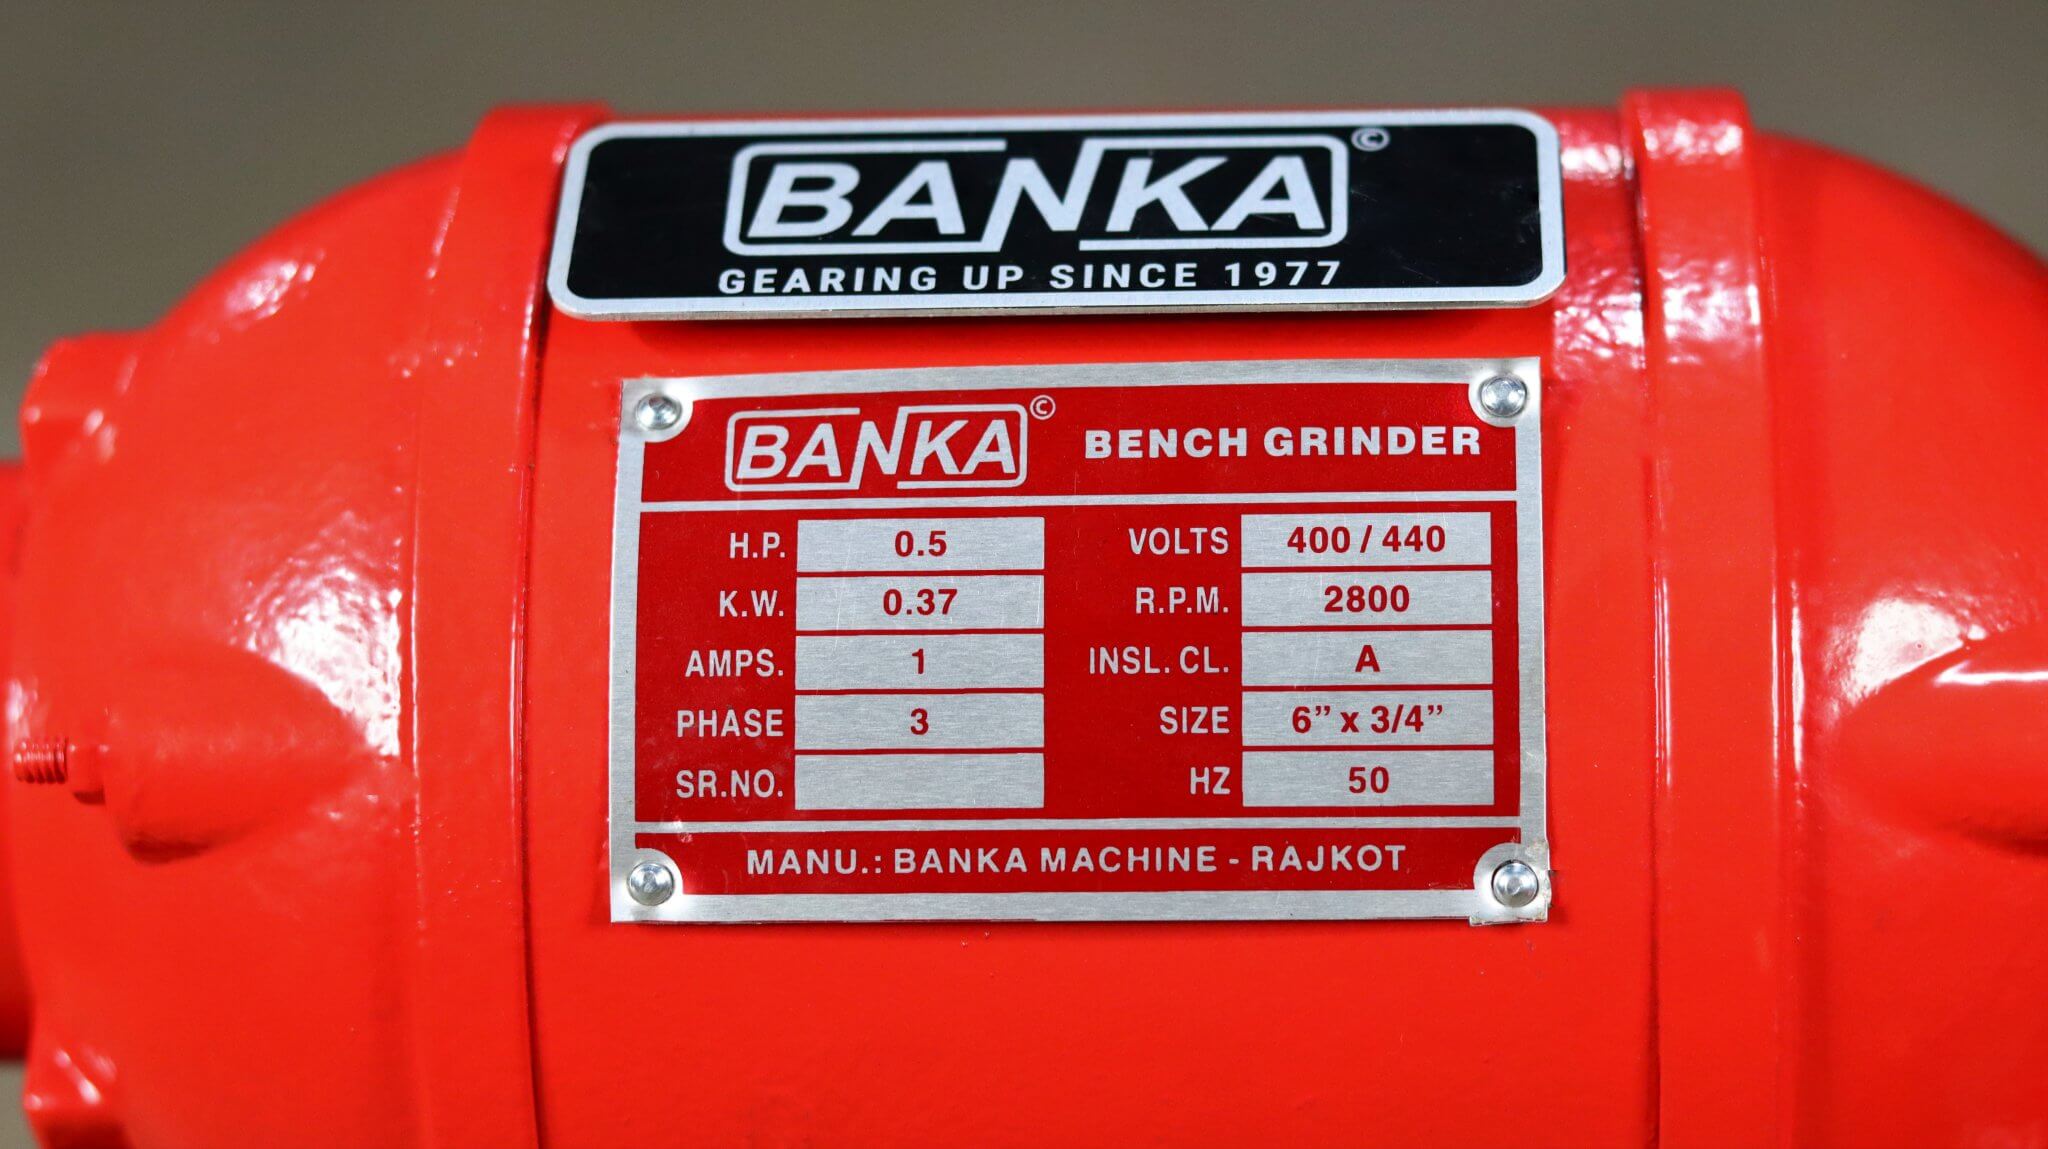 BANKA ©
GEARING UP SINCE 1977
BANKA © BENCH GRINDER
H.P. 0.5 VOLTS 400 / 440
K.W. 0.37 R.P.M. 2800
AMPS. 1 INSL. CL. A
PHASE 3 SIZE 6” x 3/4”
SR.NO. HZ 50
MANU.: BANKA MACHINE - RAJKOT